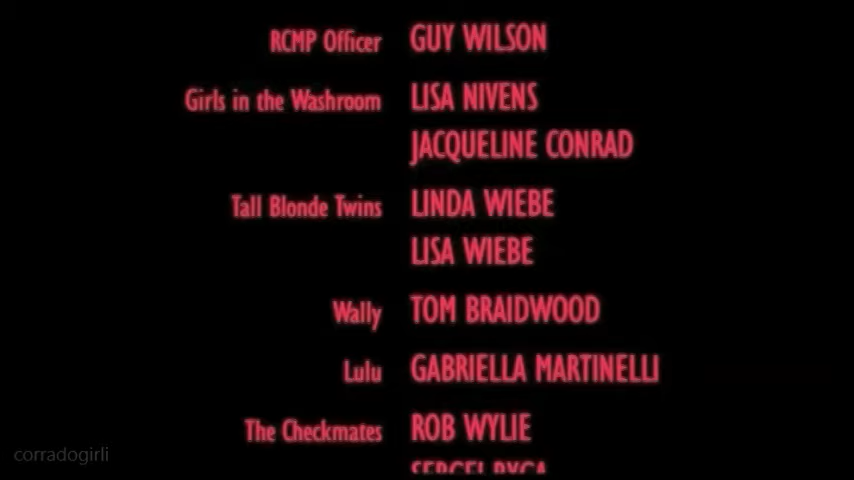 RCMP Officer GUY WILSON
Girls in the Washroom LISA NIVENS
JACQUELINE CONRAD
Tall Blonde Twins LINDA WIEBE
LISA WIEBE
Wally TOM BRAIDWOOD
Lulu GABRIELLA MARTINELLI
The Checkmates ROB WYLIE
corradogirli